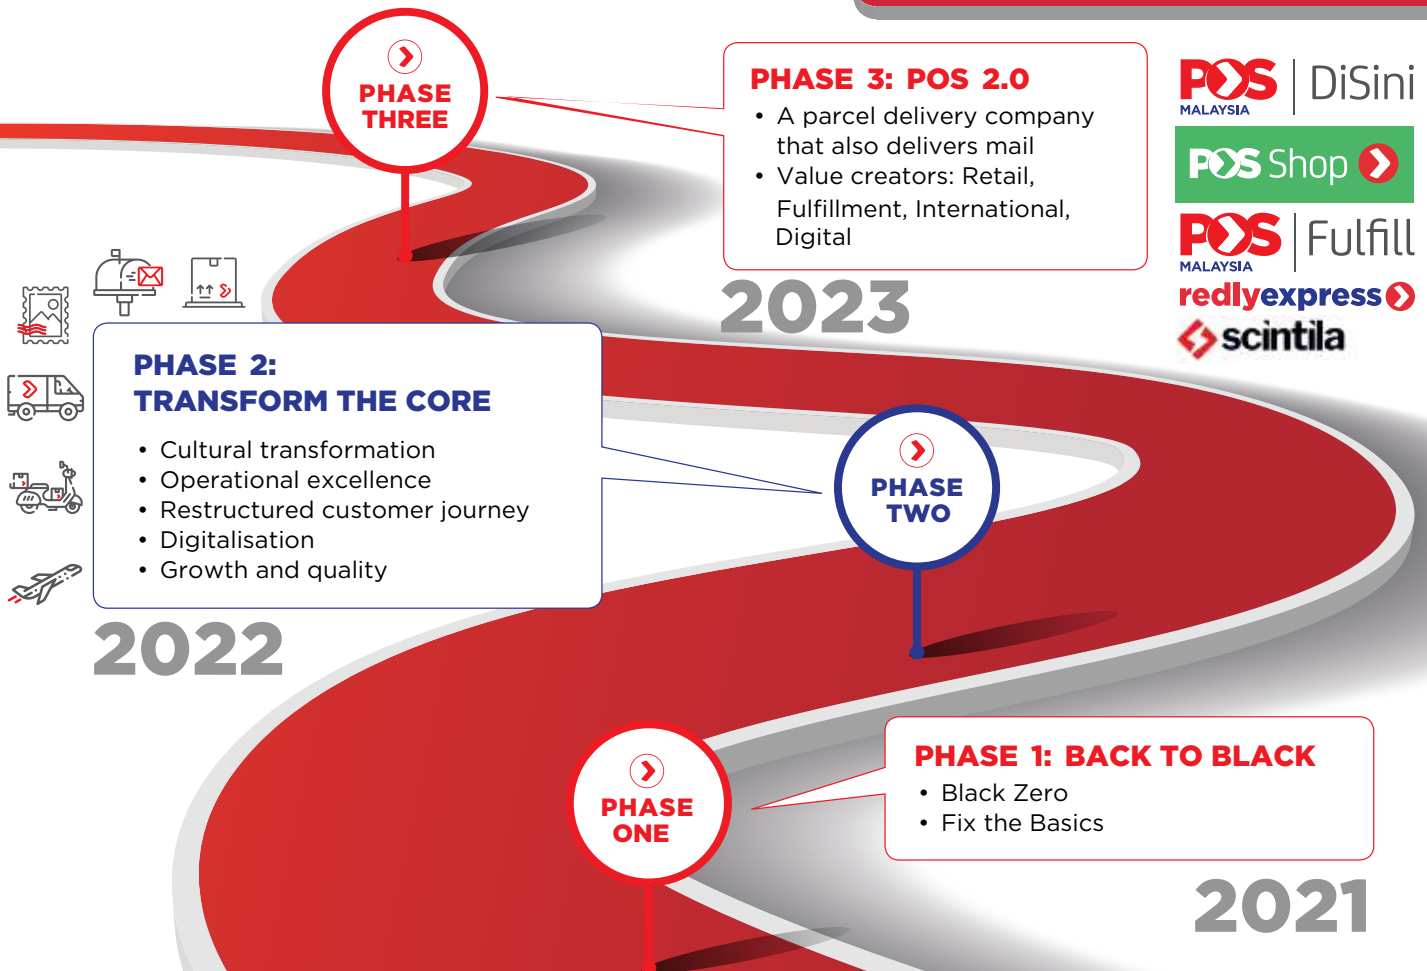 PHASE
THREE
PHASE 3: POS 2.0
• A parcel delivery company
that also delivers mail
• Value creators: Retail,
Fulfillment, International,
Digital
2023
POS
MALAYSIA
DiSini
POS Shop
POS
MALAYSIA
Fulfill
redlyexpress
scintila
PHASE 2:
TRANSFORM THE CORE
• Cultural transformation
• Operational excellence
• Restructured customer journey
• Digitalisation
• Growth and quality
2022
PHASE
TWO
PHASE
ONE
PHASE 1: BACK TO BLACK
• Black Zero
• Fix the Basics
2021